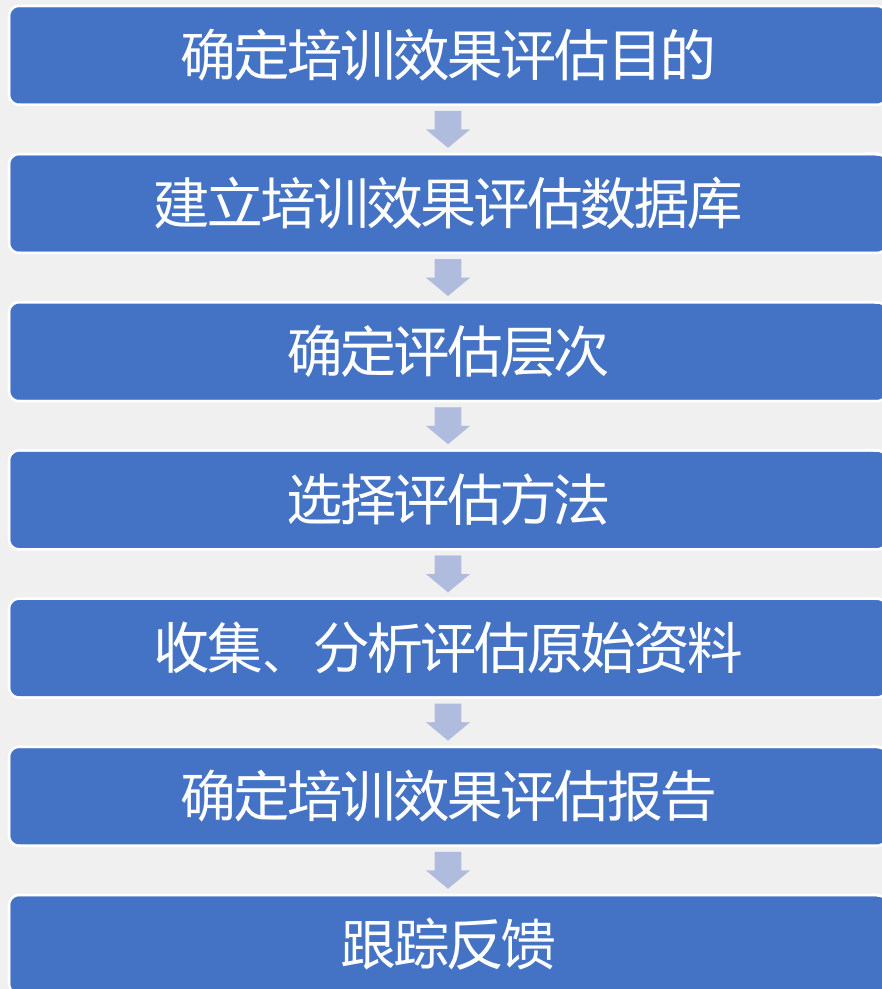 确定培训效果评估目的
建立培训效果评估数据库
确定评估层次
选择评估方法
收集、分析评估原始资料
确定培训效果评估报告
跟踪反馈